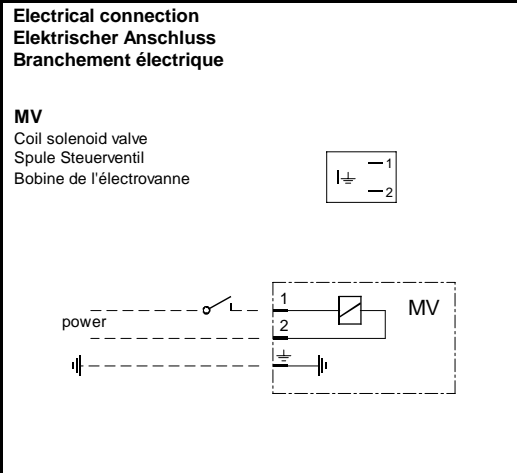 Electrical connection
Elektrischer Anschluss
Branchement électrique
MV
Coil solenoid valve
Spule Steuerventil
Bobine de l'électrovanne
1
2
1
MV
power
2